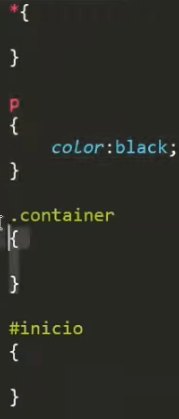 *{
}
p
{
color:black;
}
.container
{
}
#inicio
{
}